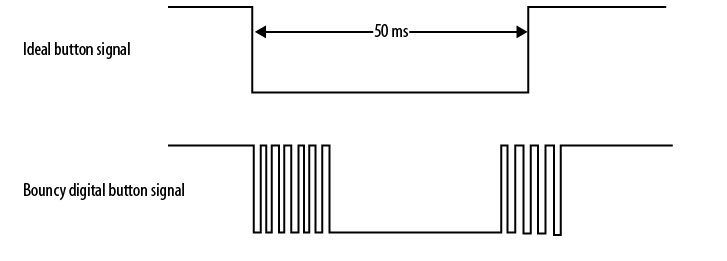 Ideal button signal
50 ms
Bouncy digital button signal